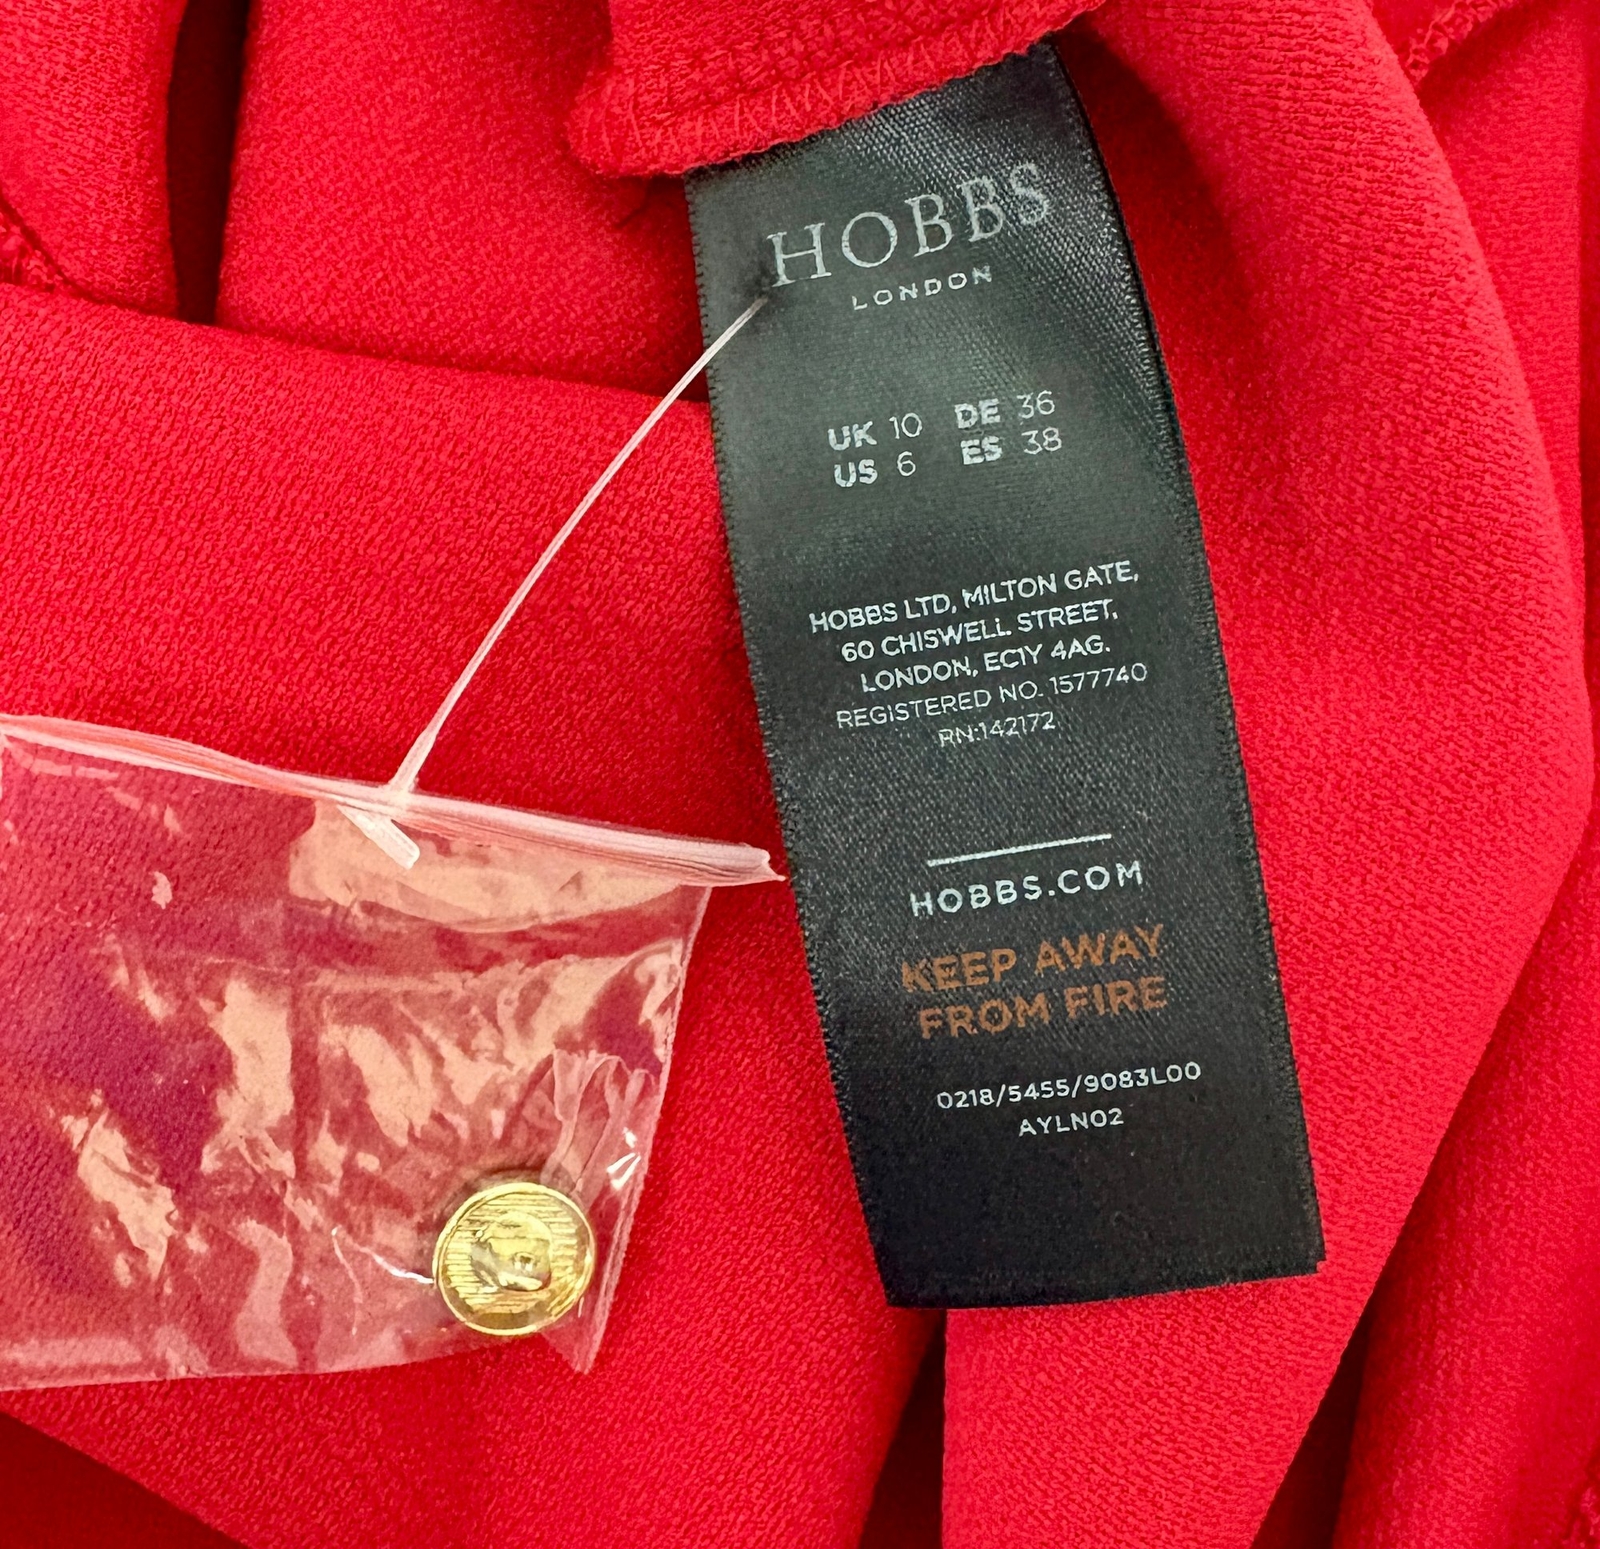 HOBBS
LONDON
UK 10 DE 36
US 6 ES 38
HOBBS LTD, MILTON GATE,
60 CHISWELL STREET,
LONDON, EC1Y 4AG.
REGISTERED NO. 1577740
RN:142172
HOBBS.COM
KEEP AWAY
FROM FIRE
0218/5455/9083L00
AYLN02